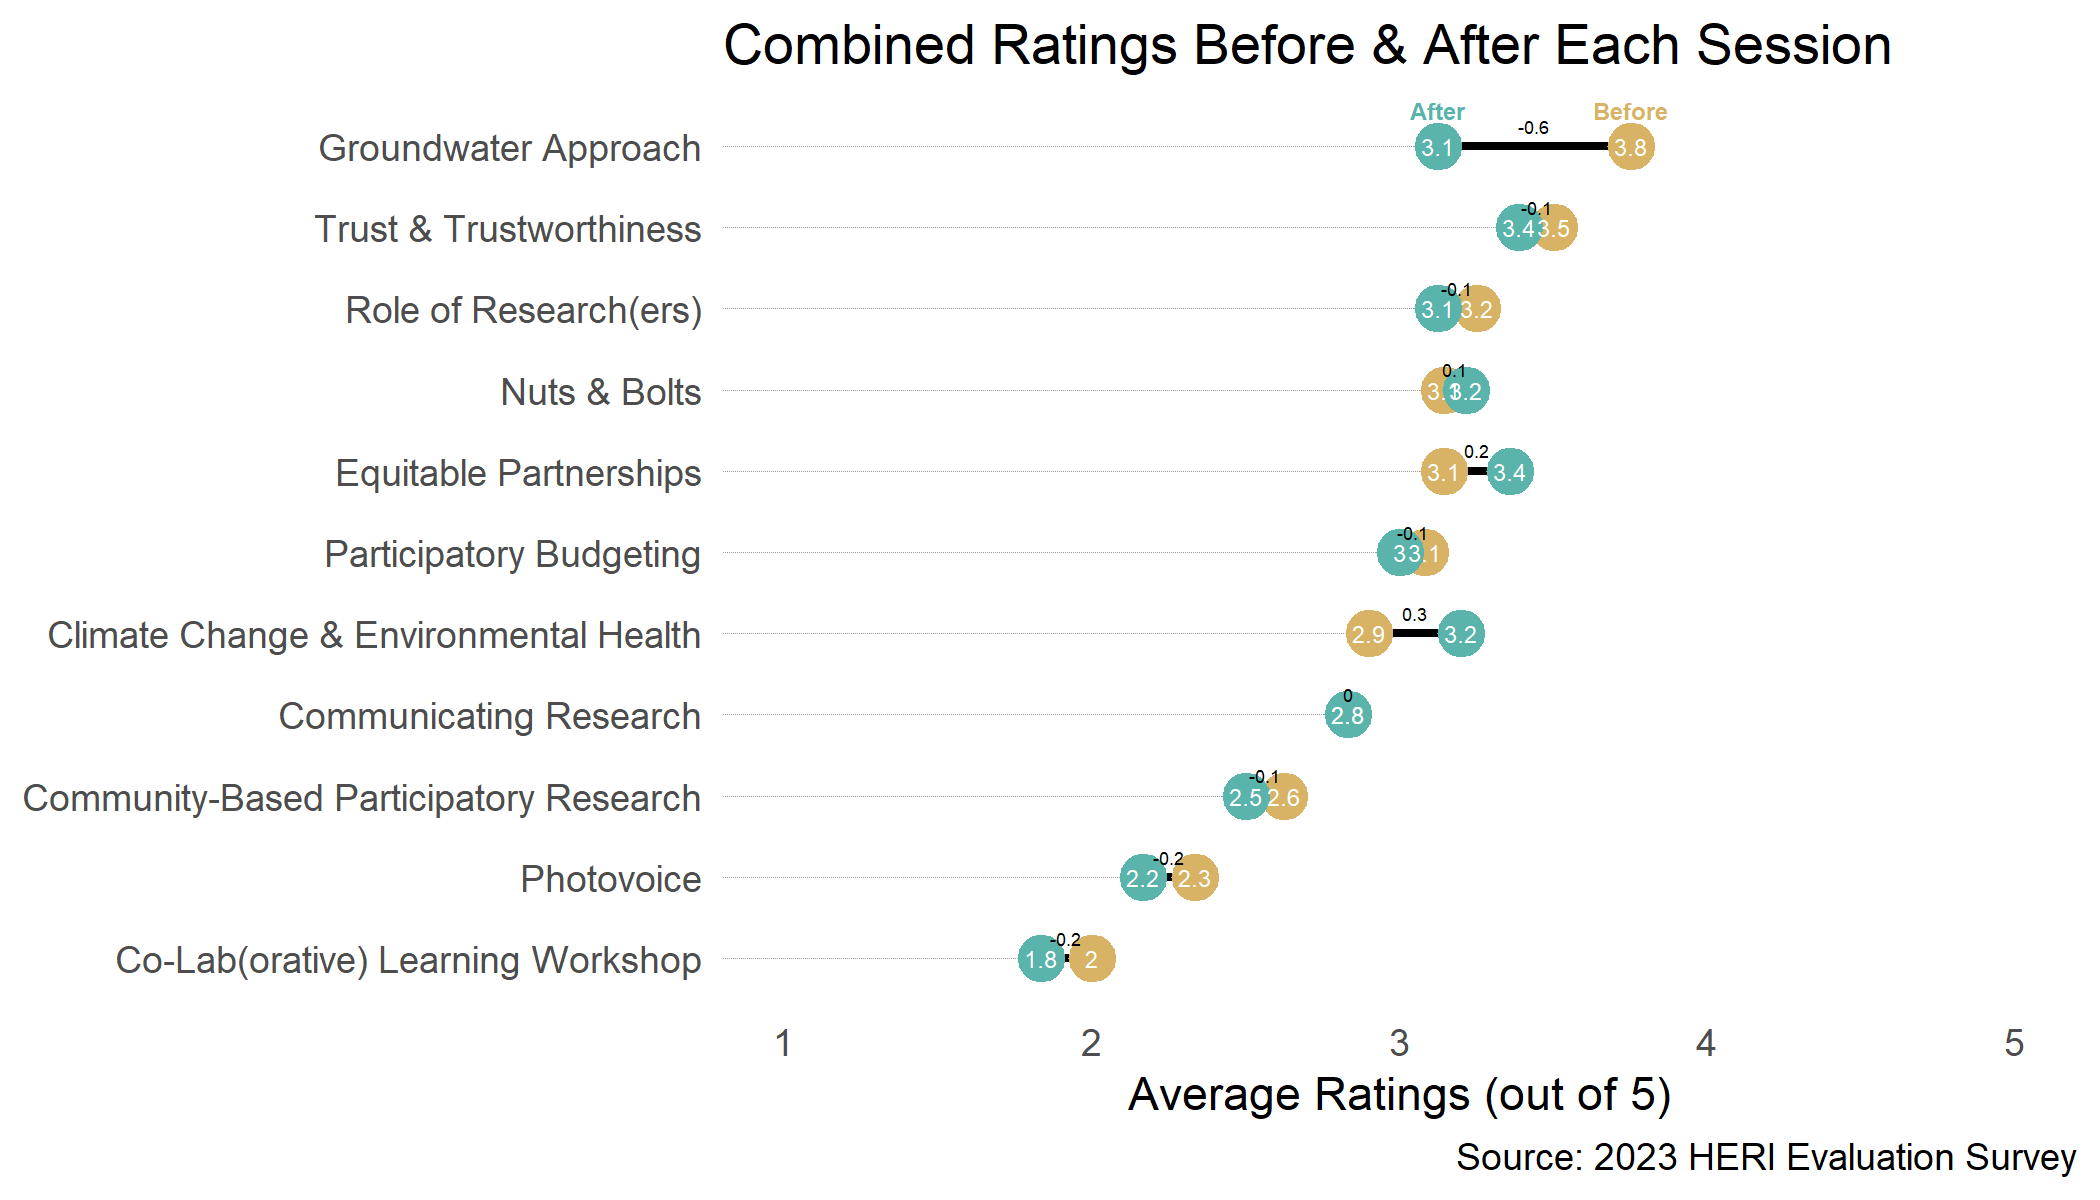 Combined Ratings Before & After Each Session
After Before
Groundwater Approach 3.1 -0.6 3.8
Trust & Trustworthiness 3.4 -0.1 3.5
Role of Research(ers) 3.1 -0.1 3.2
Nuts & Bolts 3.1 0.1 3.2
Equitable Partnerships 3.1 0.2 3.4
Participatory Budgeting 3 -0.1 3.1
Climate Change & Environmental Health 2.9 0.3 3.2
Communicating Research 0 2.8
Community-Based Participatory Research 2.5 -0.1 2.6
Photovoice 2.2 -0.2 2.3
Co-Lab(orative) Learning Workshop 1.8 -0.2 2
1 2 3 4 5
Average Ratings (out of 5)
Source: 2023 HERI Evaluation Survey